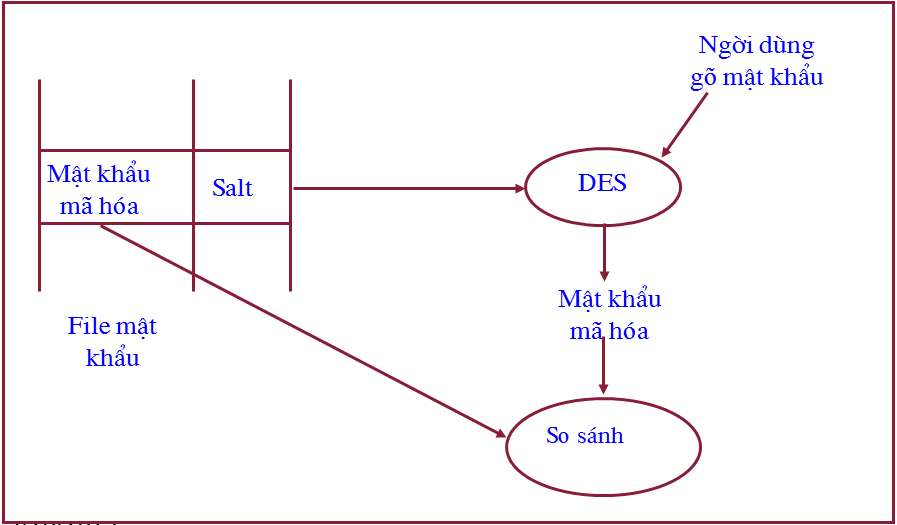 Ngời dùng
gõ mật khẩu
Mật khẩu
mã hóa
Salt
DES
Mật khẩu
mã hóa
File mật
khẩu
So sánh